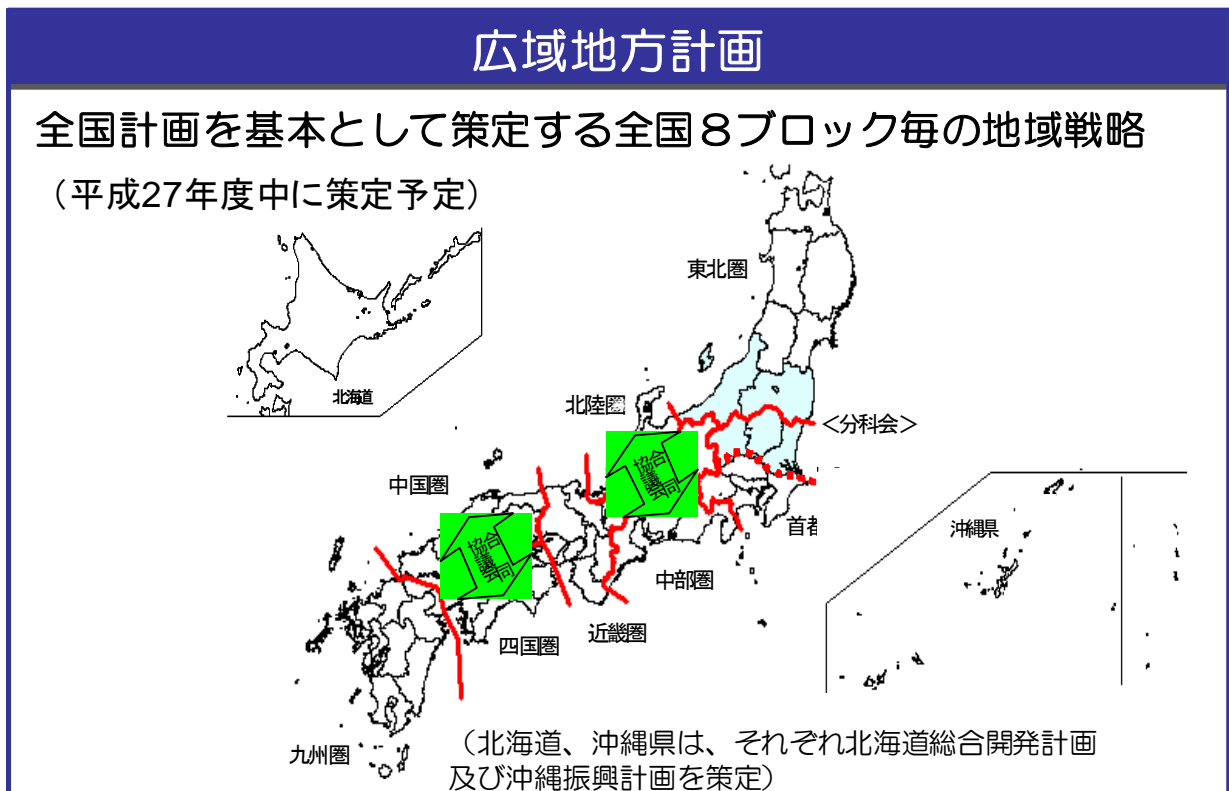 広域地方計画
全国計画を基本として策定する全国8ブロック毎の地域戦略
（平成27年度中に策定予定）
東北圏
北海道
北陸圏
＜分科会＞
合同
協議会
中国圏
首都
沖縄県
合同
協議会
中部圏
近畿圏
四国圏
九州圏
（北海道、沖縄県は、それぞれ北海道総合開発計画
及び沖縄振興計画を策定）